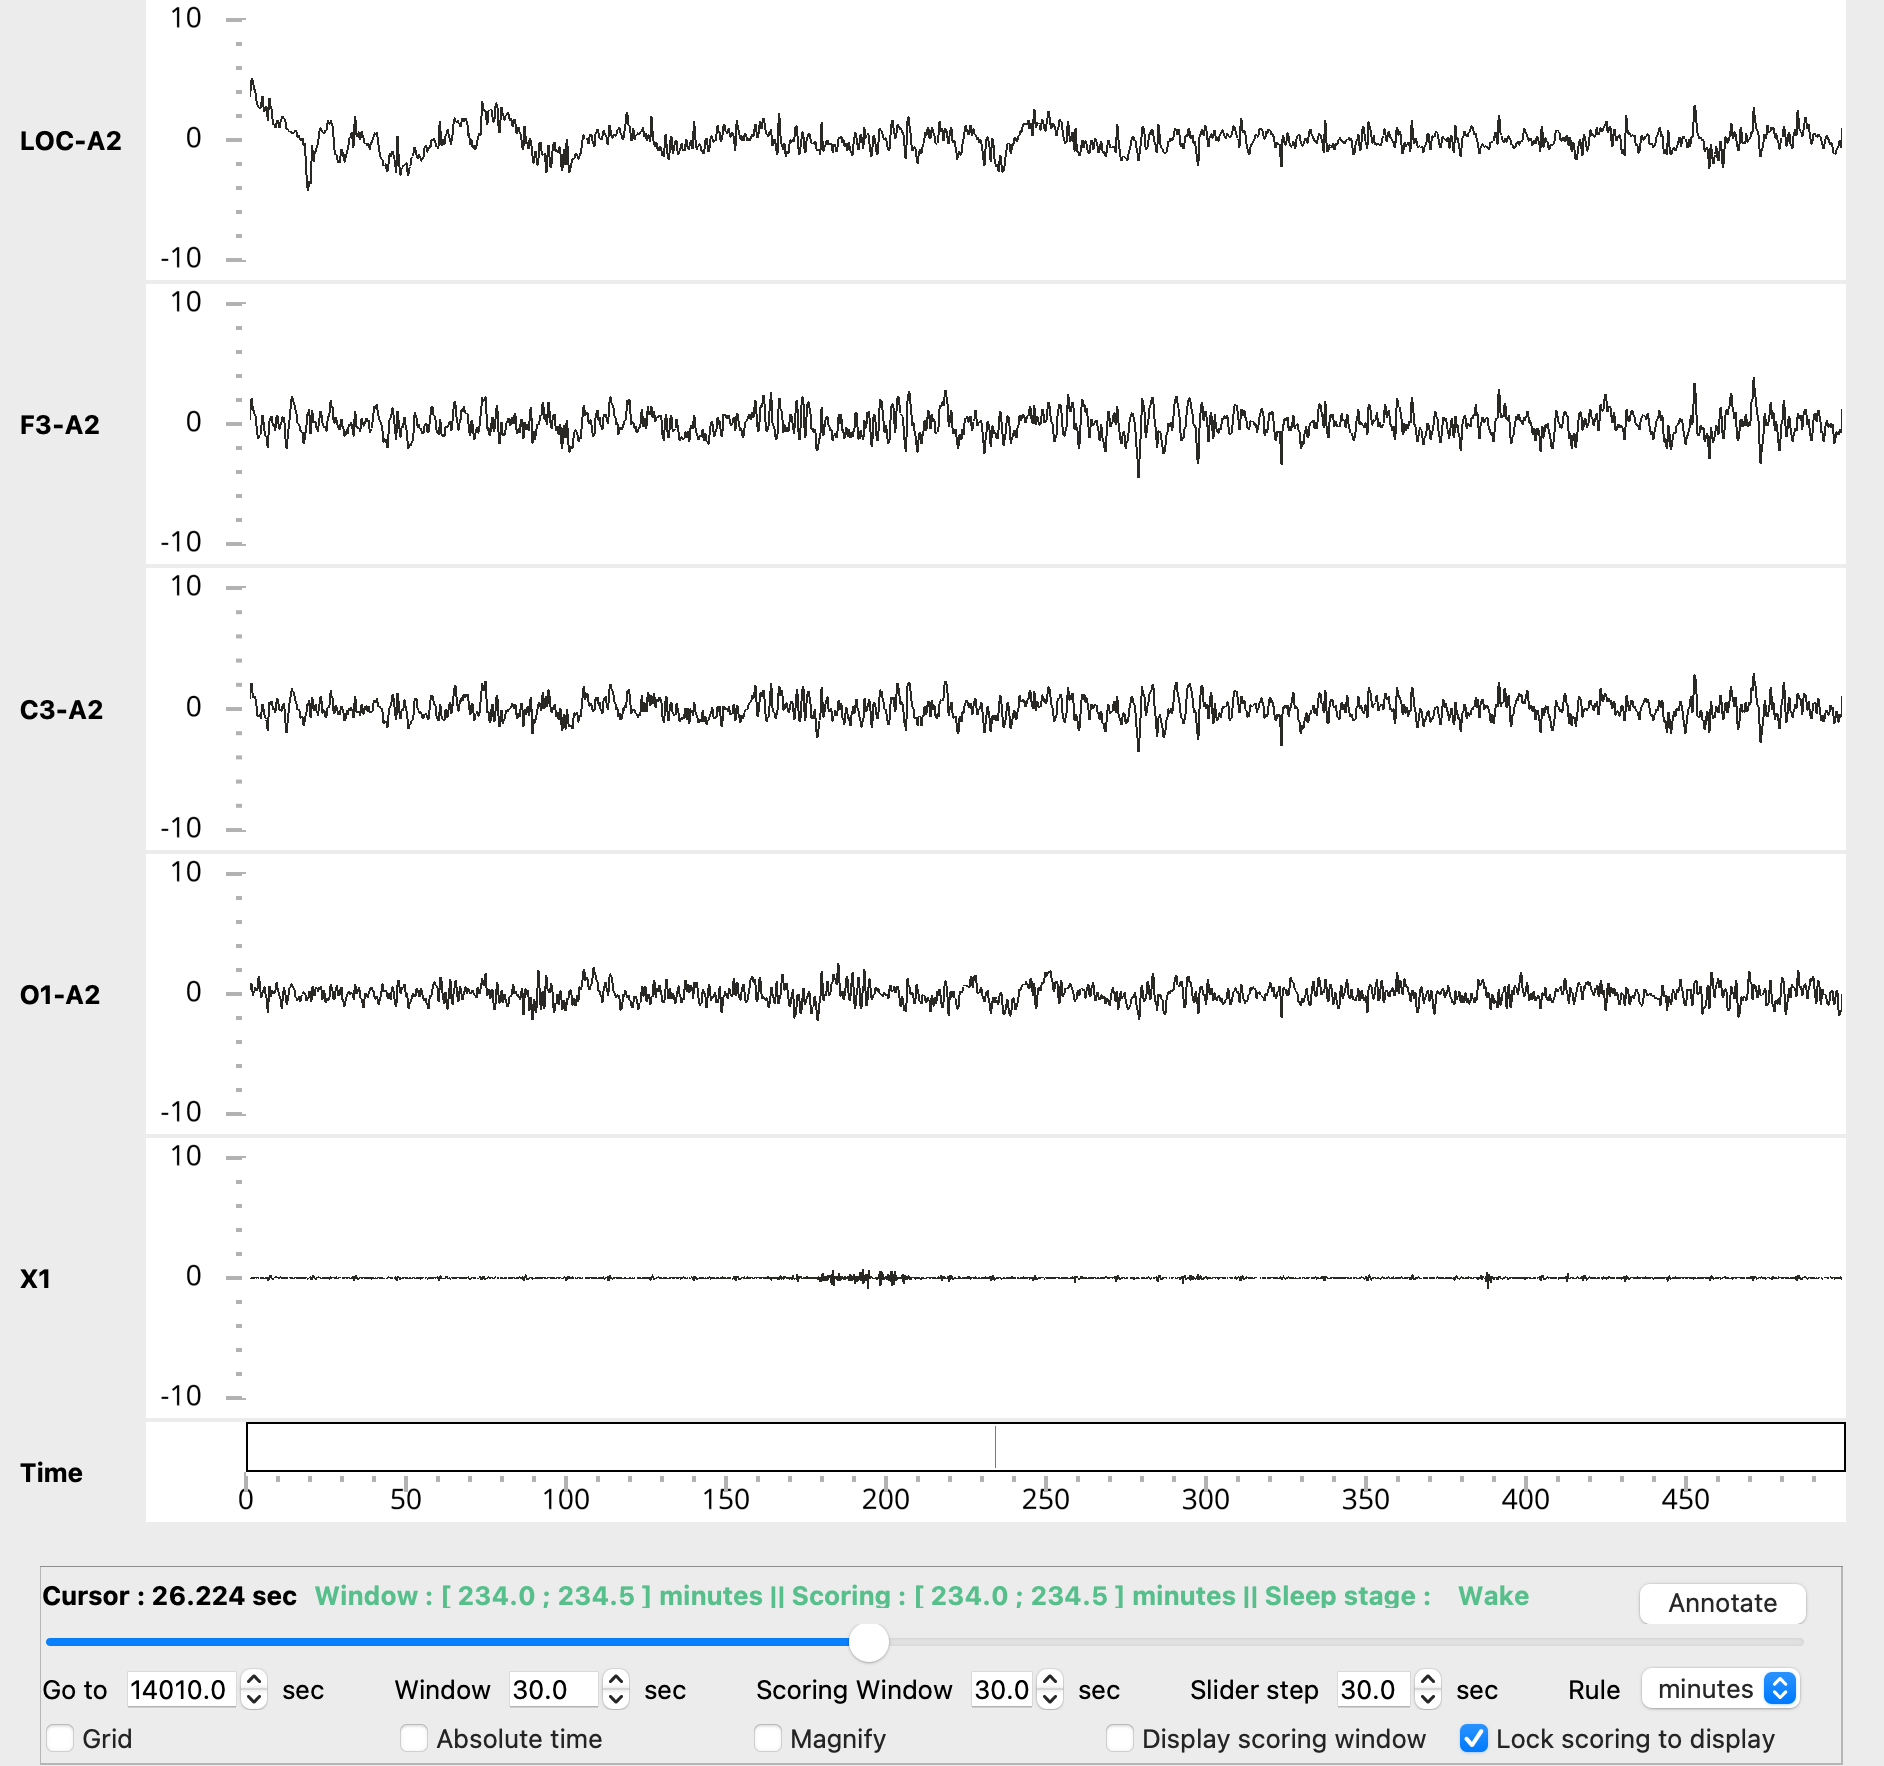 10
LOC-A2
0
-10
10
F3-A2
0
-10
10
C3-A2
0
-10
10
O1-A2
0
-10
10
X1
0
-10
Time
0 50 100 150 200 250 300 350 400 450
Cursor : 26.224 sec Window : [ 234.0 ; 234.5 ] minutes || Scoring : [ 234.0 ; 234.5 ] minutes || Sleep stage : Wake Annotate
Go to 14010.0 sec Window 30.0 sec Scoring Window 30.0 sec Slider step 30.0 sec Rule minutes
Grid Absolute time Magnify Display scoring window Lock scoring to display